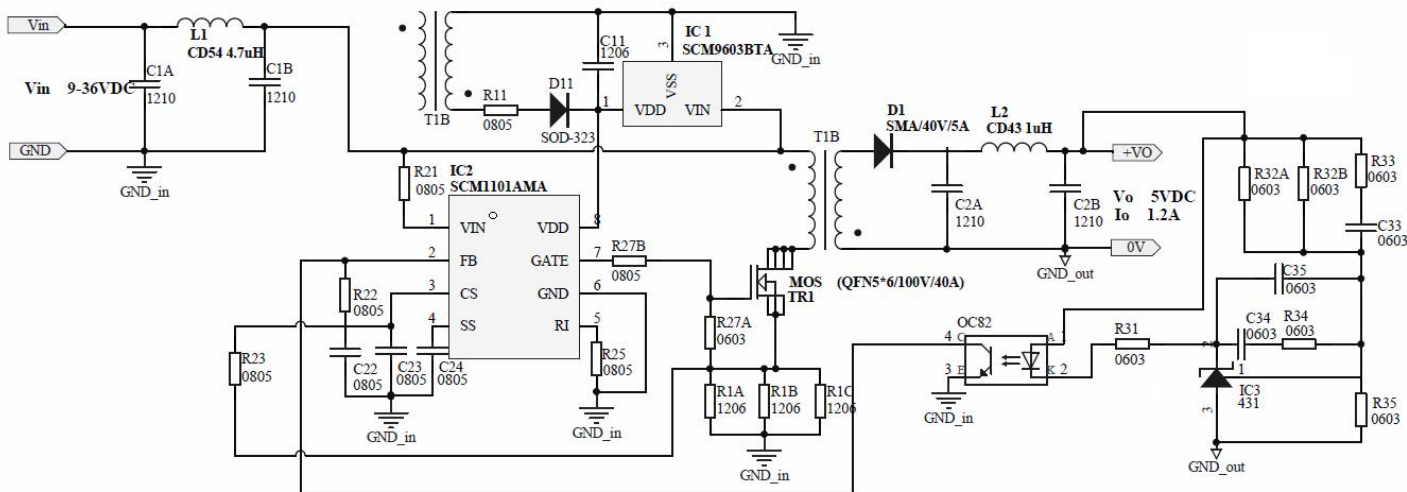 Vin
L1
CD54 4.7uH
C1A
1210
C1B
1210
Vin 9-36VDC
GND
GND_in
T1B
R11
0805
D11
SOD-323
C11
1206
IC 1
SCM9603BTA
3
VSS
1
VDD
VIN
2
GND_in
R21
0805
IC2
SCM1101AMA
1
VIN
VDD
8
2
FB
GATE
7
3
CS
GND
6
4
SS
RI
5
R22
0805
R23
0805
C22
0805
C23
0805
C24
0805
GND_in
R25
0805
GND_in
R27B
0805
R27A
0603
R1A
1206
R1B
1206
R1C
1206
GND_in
T1B
MOS (QFN5*6/100V/40A)
TR1
D1
SMA/40V/5A
L2
CD43 1uH
C2A
1210
C2B
1210
+VO
Vo 5VDC
Io 1.2A
0V
GND_out
R32A
0603
R32B
0603
R33
0603
C33
0603
C35
0603
C34
0603
R34
0603
OC82
4
C
A
1
3
E
K
2
GND_in
R31
0603
2
1
IC3
431
3
R35
0603
GND_out